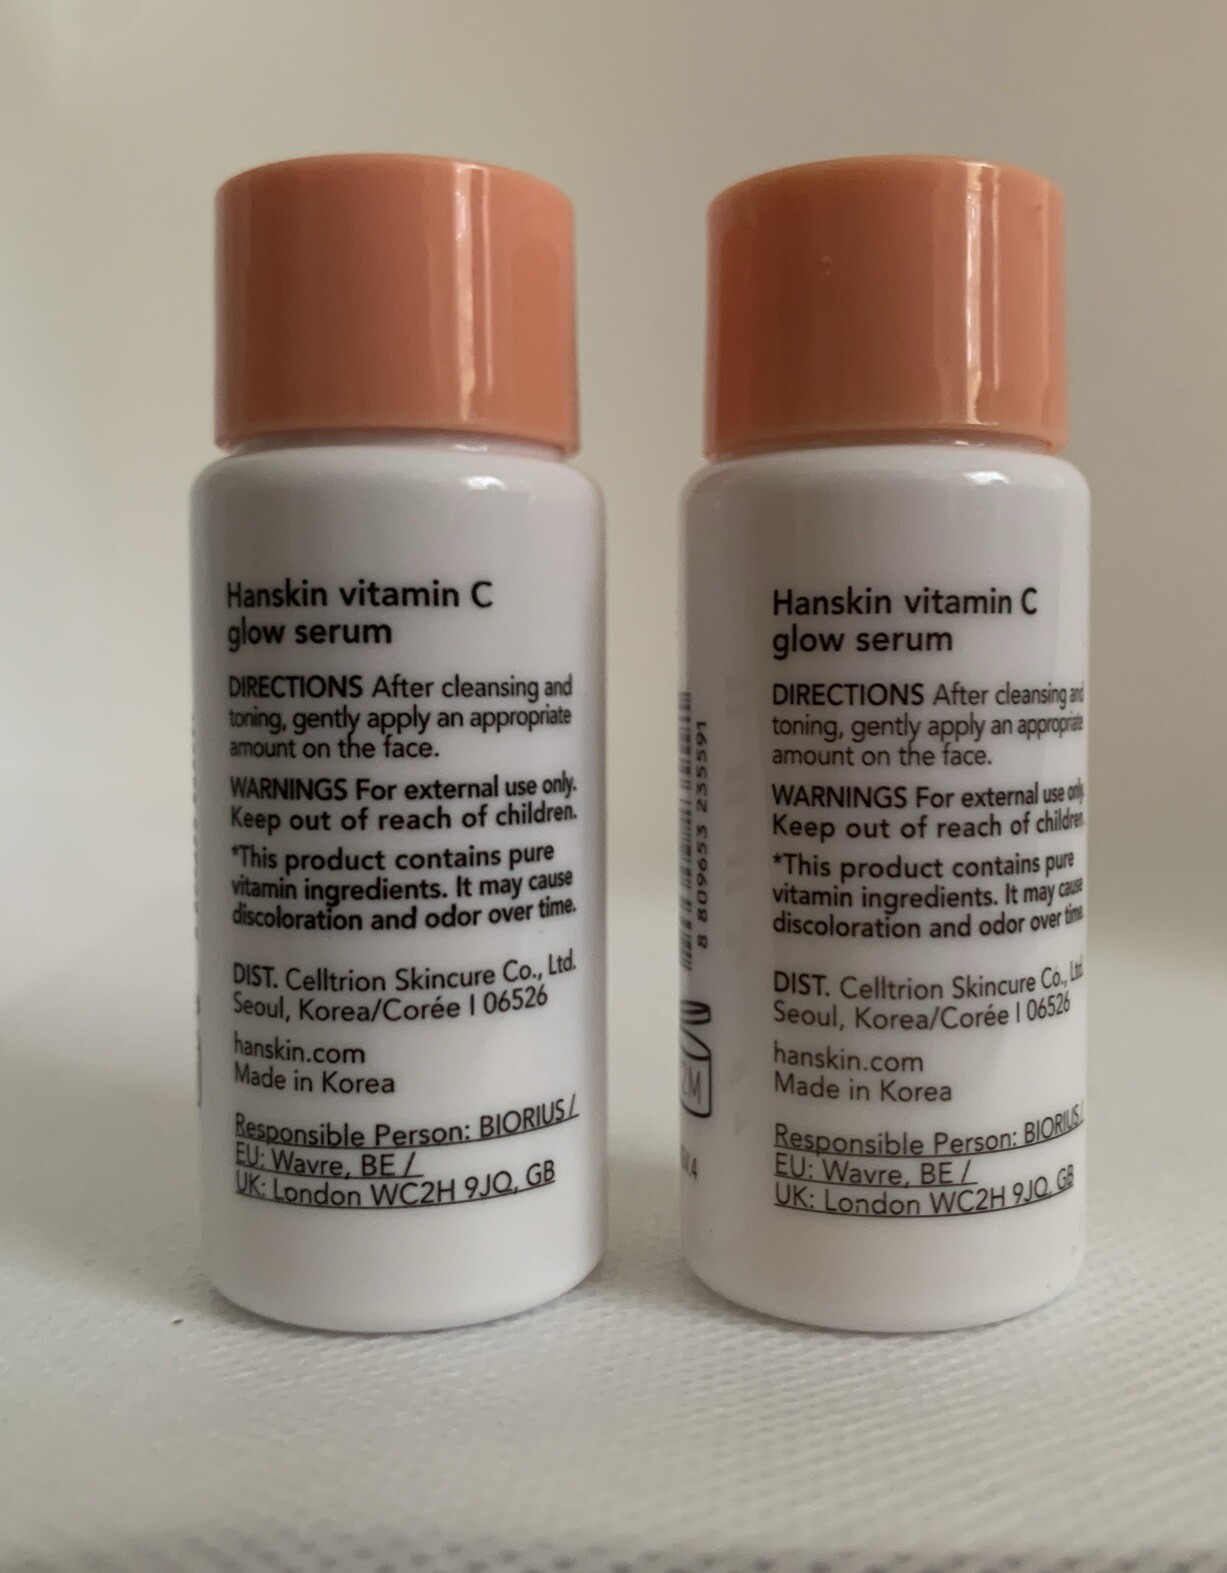 Hanskin vitamin C
glow serum
DIRECTIONS After cleansing and
toning, gently apply an appropriate
amount on the face.
WARNINGS For external use only.
Keep out of reach of children.
*This product contains pure
vitamin ingredients. It may cause
discoloration and odor over time.
DIST. Celltrion Skincure Co., Ltd.
Seoul, Korea/Corée I 06526
hanskin.com
Made in Korea
Responsible Person: BIORIUS /
EU: Wavre, BE /
UK: London WC2H 9JQ, GB
8 809653 235591
2M
Hanskin vitamin C
glow serum
DIRECTIONS After cleansing and
toning, gently apply an appropriate
amount on the face.
WARNINGS For external use only
Keep out of reach of children.
*This product contains pure
vitamin ingredients. It may cause
discoloration and odor over time.
DIST. Celltrion Skincure Co., Ltd.
Seoul, Korea/Corée I 06526
hanskin.com
Made in Korea
Responsible Person: BIORIUS /
EU: Wavre, BE /
UK: London WC2H 9JQ, GB